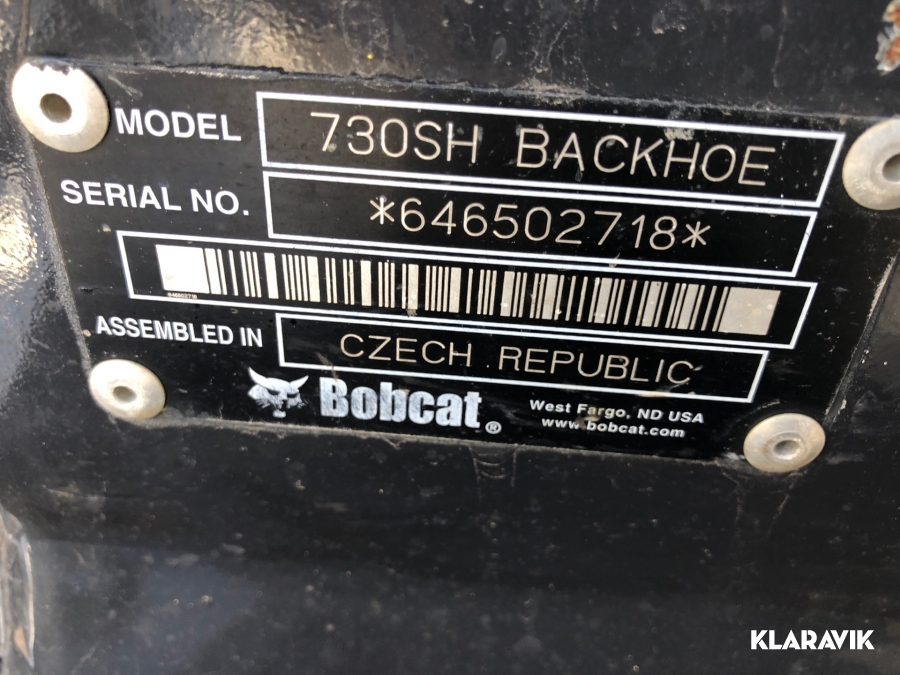 MODEL 730SH BACKHOE
SERIAL NO. *646502718*
646502718
ASSEMBLED IN CZECH REPUBLIC
Bobcat ® West Fargo, ND USA
www.bobcat.com
KLARAVIK